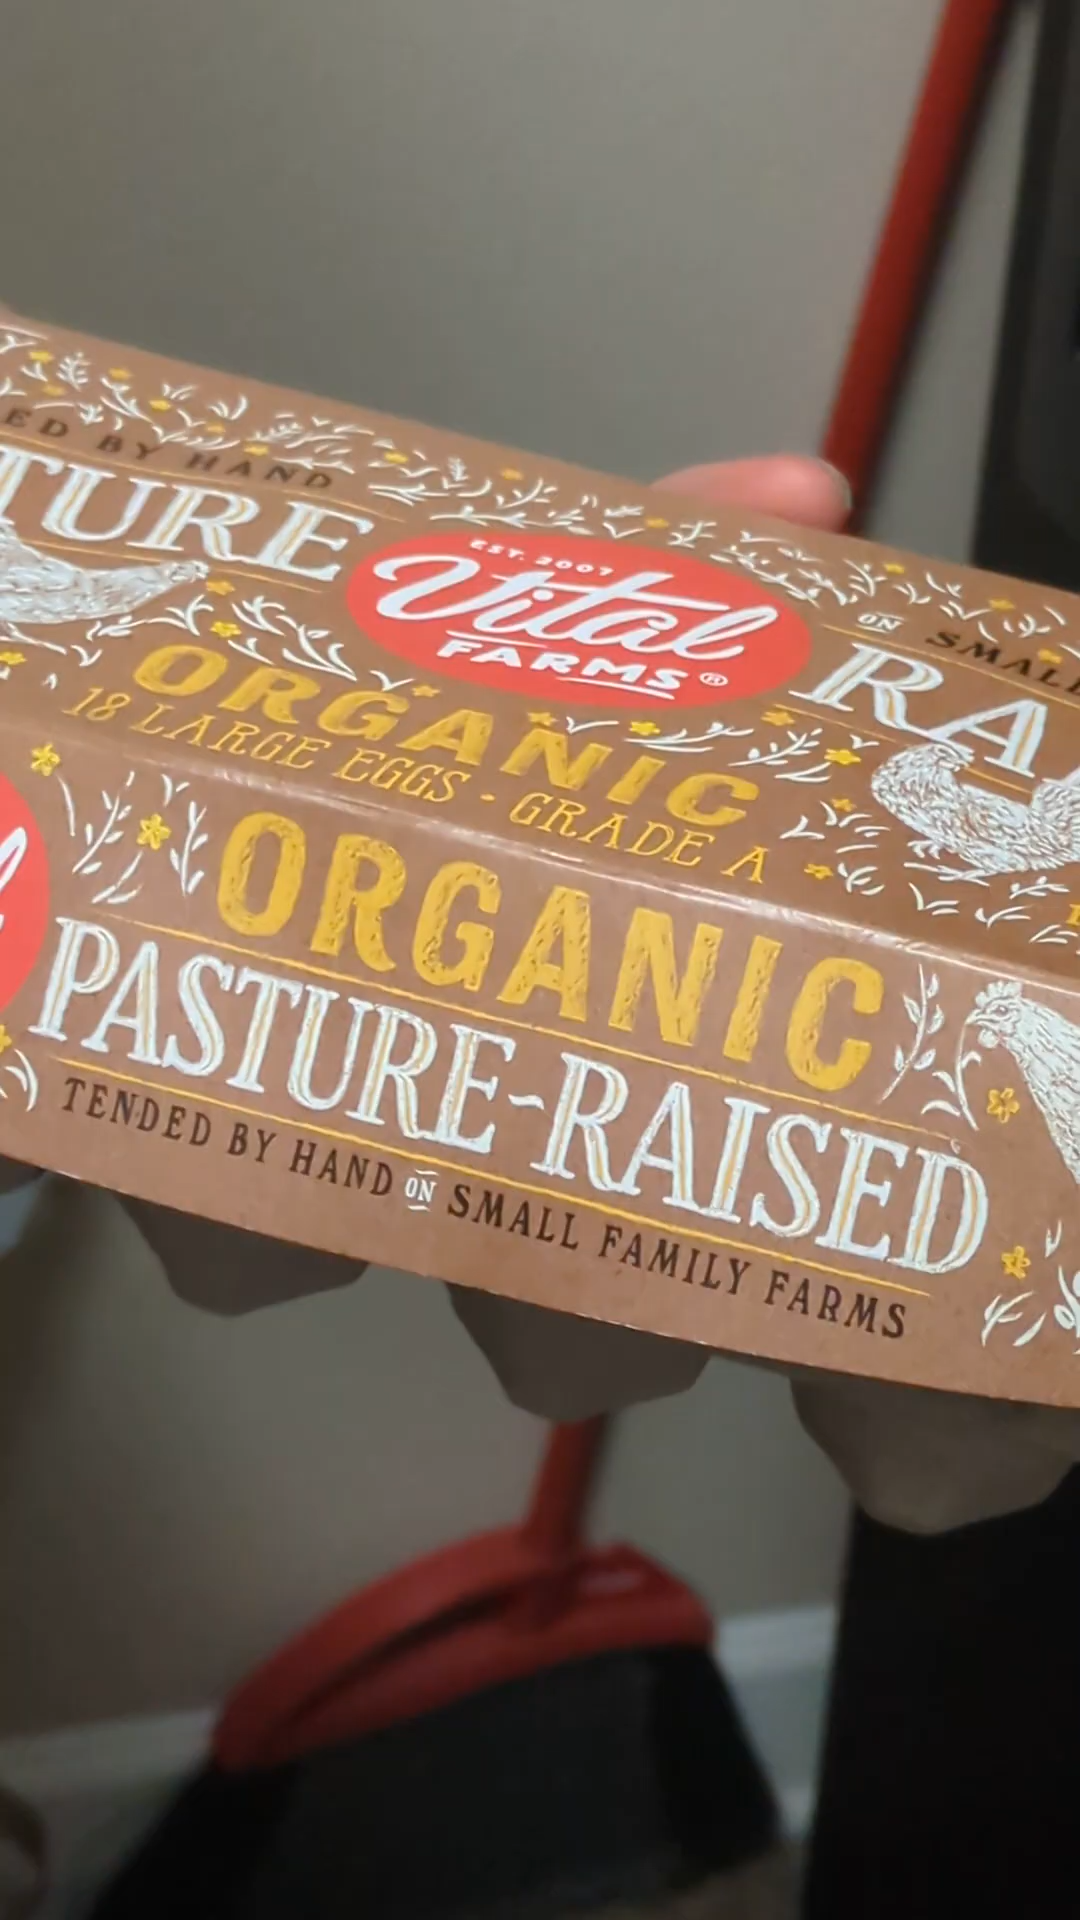 ED BY HAND
TURE
EST. 2007
Vital
FARMS®
ON SMALL
RA
ORGANIC
18 LARGE EGGS · GRADE A
ORGANIC
PASTURE-RAISED
TENDED BY HAND ON SMALL FAMILY FARMS